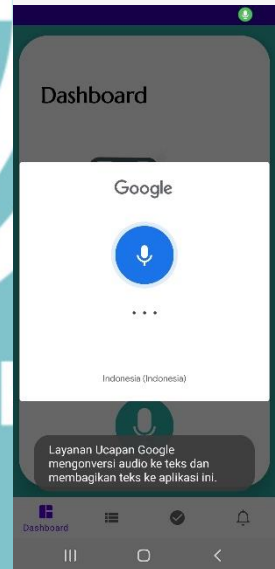 Dashboard
Google
Indonesia (Indonesia)
Layanan Ucapan Google
mengonversi audio ke teks dan
membagikan teks ke aplikasi ini.
Dashboard